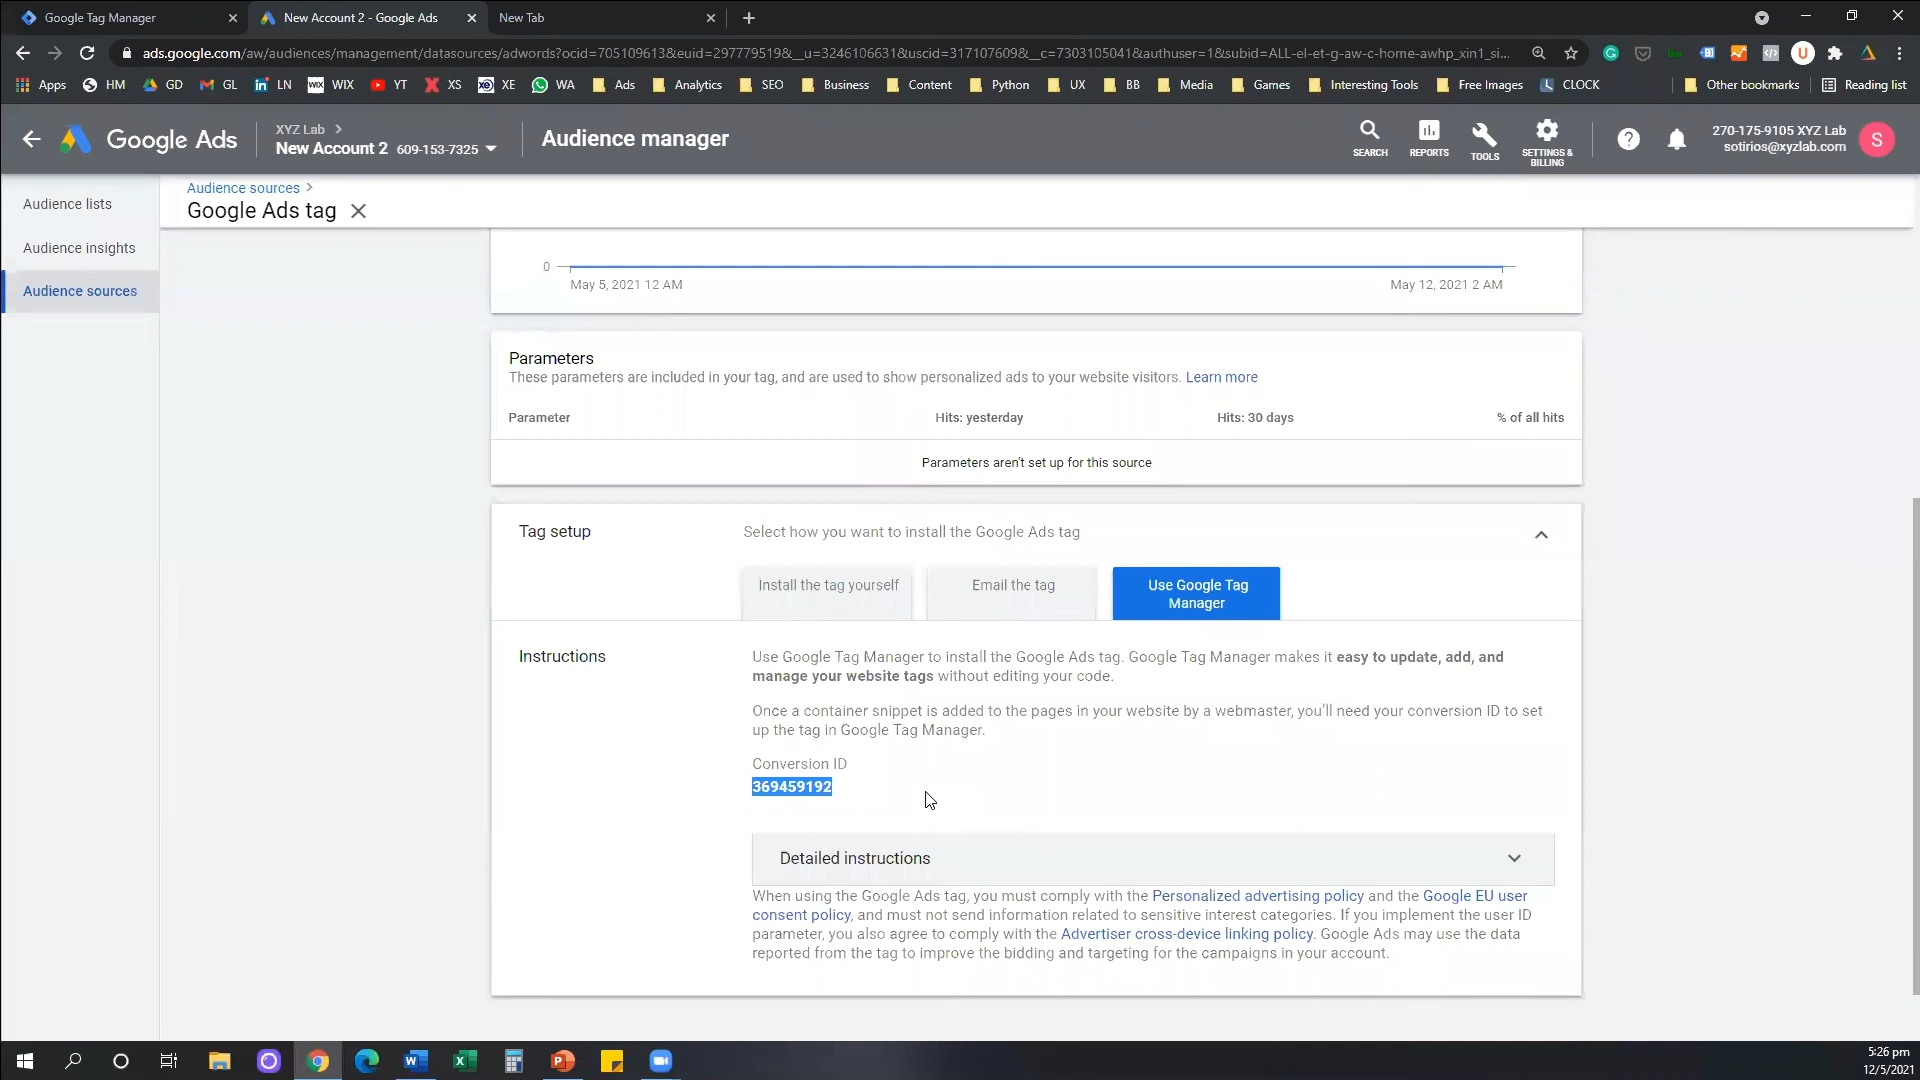 Google Tag Manager
New Account 2 - Google Ads
New Tab
ads.google.com/aw/audiences/management/datasources/adwords?ocid=705109613&euid=297779519&__u=3246106631&uscid=317107609&__c=7303105041&authuser=1&subid=ALL-el-et-g-aw-c-home-awhp_xin1_si...
Apps HM GD GL LN WIX WIX YT XS XE WA Ads Analytics SEO Business Content Python UX BB Media Games Interesting Tools Free Images CLOCK Other bookmarks Reading list
Google Ads
XYZ Lab
New Account 2 609-153-7325
Audience manager
SEARCH
REPORTS
TOOLS
SETTINGS &
BILLING
270-175-9105 XYZ Lab
sotirios@xyzlab.com
S
Audience lists
Audience insights
Audience sources
Audience sources
Google Ads tag
0
May 5, 2021 12 AM
May 12, 2021 2 AM
Parameters
These parameters are included in your tag, and are used to show personalized ads to your website visitors. Learn more
Parameter Hits: yesterday Hits: 30 days % of all hits
Parameters aren't set up for this source
Tag setup
Select how you want to install the Google Ads tag
Install the tag yourself
Email the tag
Use Google Tag
Manager
Instructions
Use Google Tag Manager to install the Google Ads tag. Google Tag Manager makes it easy to update, add, and
manage your website tags without editing your code.
Once a container snippet is added to the pages in your website by a webmaster, you'll need your conversion ID to set
up the tag in Google Tag Manager.
Conversion ID
369459192
Detailed instructions
When using the Google Ads tag, you must comply with the Personalized advertising policy and the Google EU user
consent policy, and must not send information related to sensitive interest categories. If you implement the user ID
parameter, you also agree to comply with the Advertiser cross-device linking policy. Google Ads may use the data
reported from the tag to improve the bidding and targeting for the campaigns in your account.
5:26 pm
12/5/2021